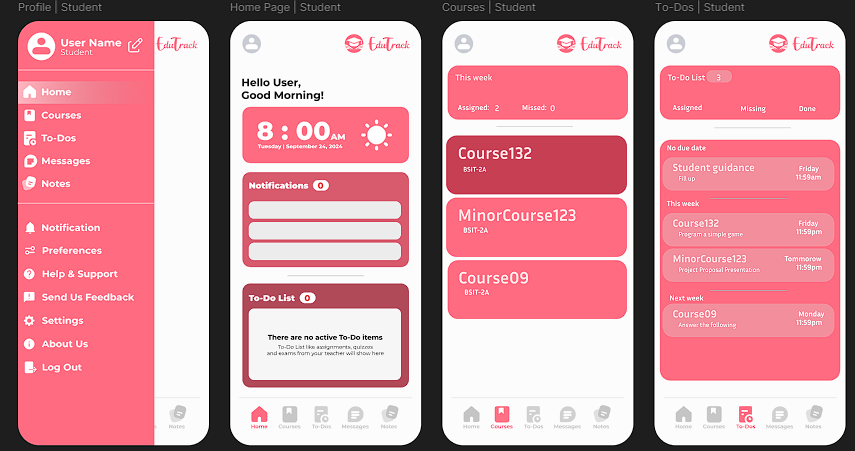 Profile | Student
User Name
Student
EduTrack
Home
Courses
To-Dos
Messages
Notes
Notification
Preferences
Help & Support
Send Us Feedback
Settings
About Us
Log Out
Notes
Home Page | Student
EduTrack
Hello User,
Good Morning!
8 : 00 AM
Tuesday | September 24, 2024
Notifications 0
To-Do List 0
There are no active To-Do items
To-Do List like assignments, quizzes
and exams from your teacher will show here
Home Courses To-Dos Messages Notes
Courses | Student
EduTrack
This week
Assigned: 2 Missed: 0
Course132
BSIT-2A
MinorCourse123
BSIT-2A
Course09
BSIT-2A
Home Courses To-Dos Messages Notes
To-Dos | Student
EduTrack
To-Do List 3
Assigned Missing Done
No due date
Student guidance Friday
Fill up 11:59am
This week
Course132 Friday
Program a simple game 11:59pm
MinorCourse123 Tommorow
Project Proposal Presentation 11:59pm
Next week
Course09 Monday
Answer the following 11:59pm
Home Courses To-Dos Messages Notes